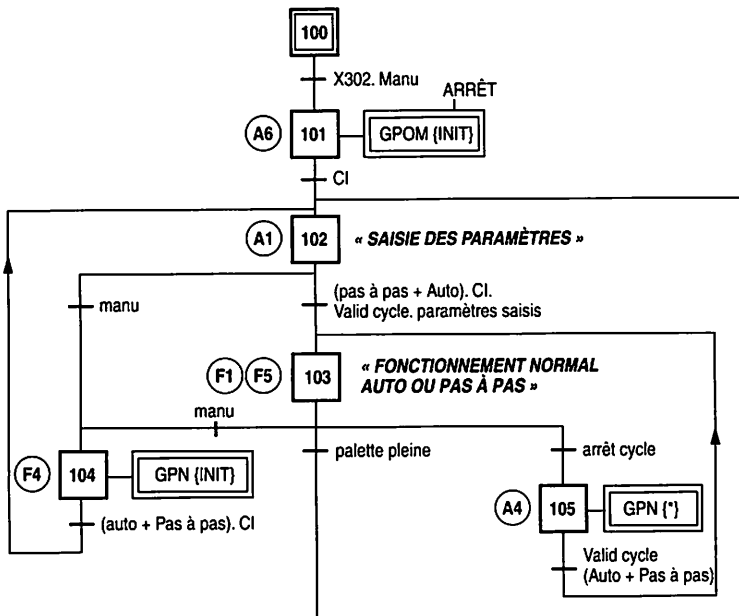 100
X302. Manu
ARRÊT
A6
101
GPOM {INIT}
CI
A1
102
« SAISIE DES PARAMÈTRES »
manu
(pas à pas + Auto). CI.
Valid cycle. paramètres saisis
F1
F5
103
« FONCTIONNEMENT NORMAL
AUTO OU PAS À PAS »
manu
palette pleine
arrêt cycle
F4
104
GPN {INIT}
A4
105
GPN {*}
(auto + Pas à pas). CI
Valid cycle
(Auto + Pas à pas)